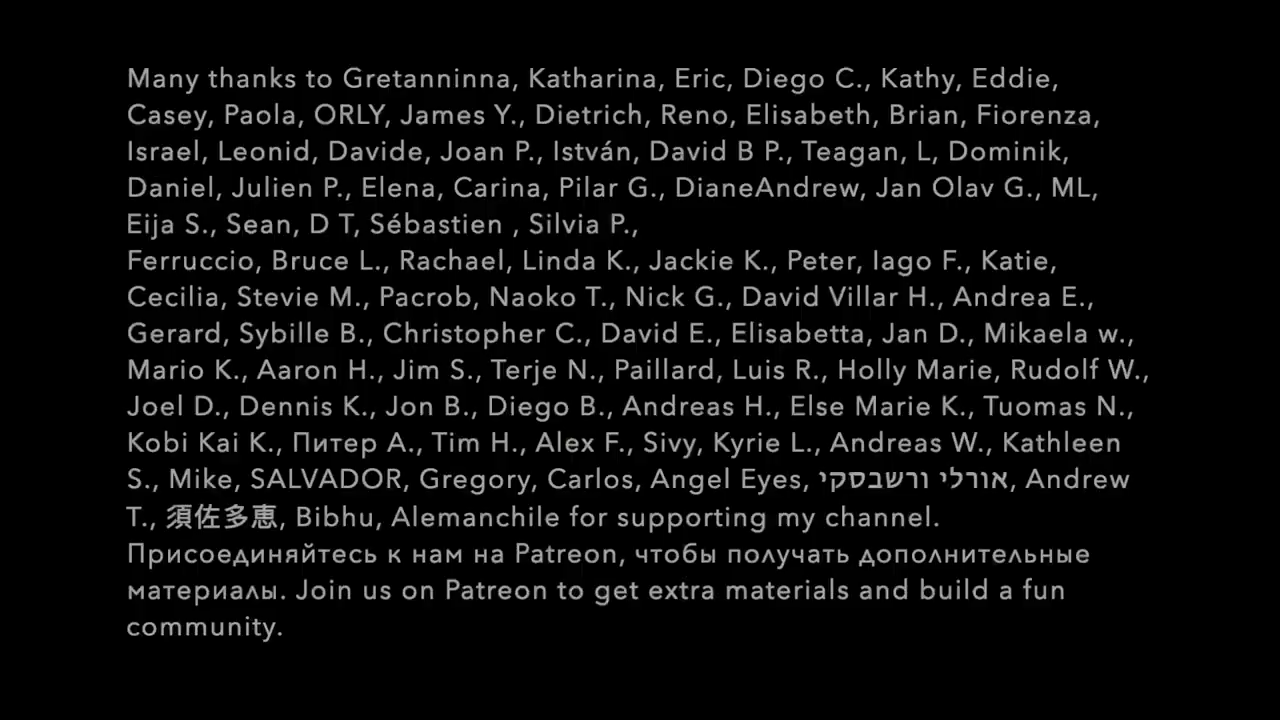 Many thanks to Gretanninna, Katharina, Eric, Diego C., Kathy, Eddie,
Casey, Paola, ORLY, James Y., Dietrich, Reno, Elisabeth, Brian, Fiorenza,
Israel, Leonid, Davide, Joan P., István, David B P., Teagan, L, Dominik,
Daniel, Julien P., Elena, Carina, Pilar G., DianeAndrew, Jan Olav G., ML,
Eija S., Sean, D T, Sébastien , Silvia P.,
Ferruccio, Bruce L., Rachael, Linda K., Jackie K., Peter, Iago F., Katie,
Cecilia, Stevie M., Pacrob, Naoko T., Nick G., David Villar H., Andrea E.,
Gerard, Sybille B., Christopher C., David E., Elisabetta, Jan D., Mikaela w.,
Mario K., Aaron H., Jim S., Terje N., Paillard, Luis R., Holly Marie, Rudolf W.,
Joel D., Dennis K., Jon B., Diego B., Andreas H., Else Marie K., Tuomas N.,
Kobi Kai K., Питер А., Tim H., Alex F., Sivy, Kyrie L., Andreas W., Kathleen
S., Mike, SALVADOR, Gregory, Carlos, Angel Eyes, אורלי ורשבסקי, Andrew
T., 須佐多恵, Bibhu, Alemanchile for supporting my channel.
Присоединяйтесь к нам на Patreon, чтобы получать дополнительные
материалы. Join us on Patreon to get extra materials and build a fun
community.